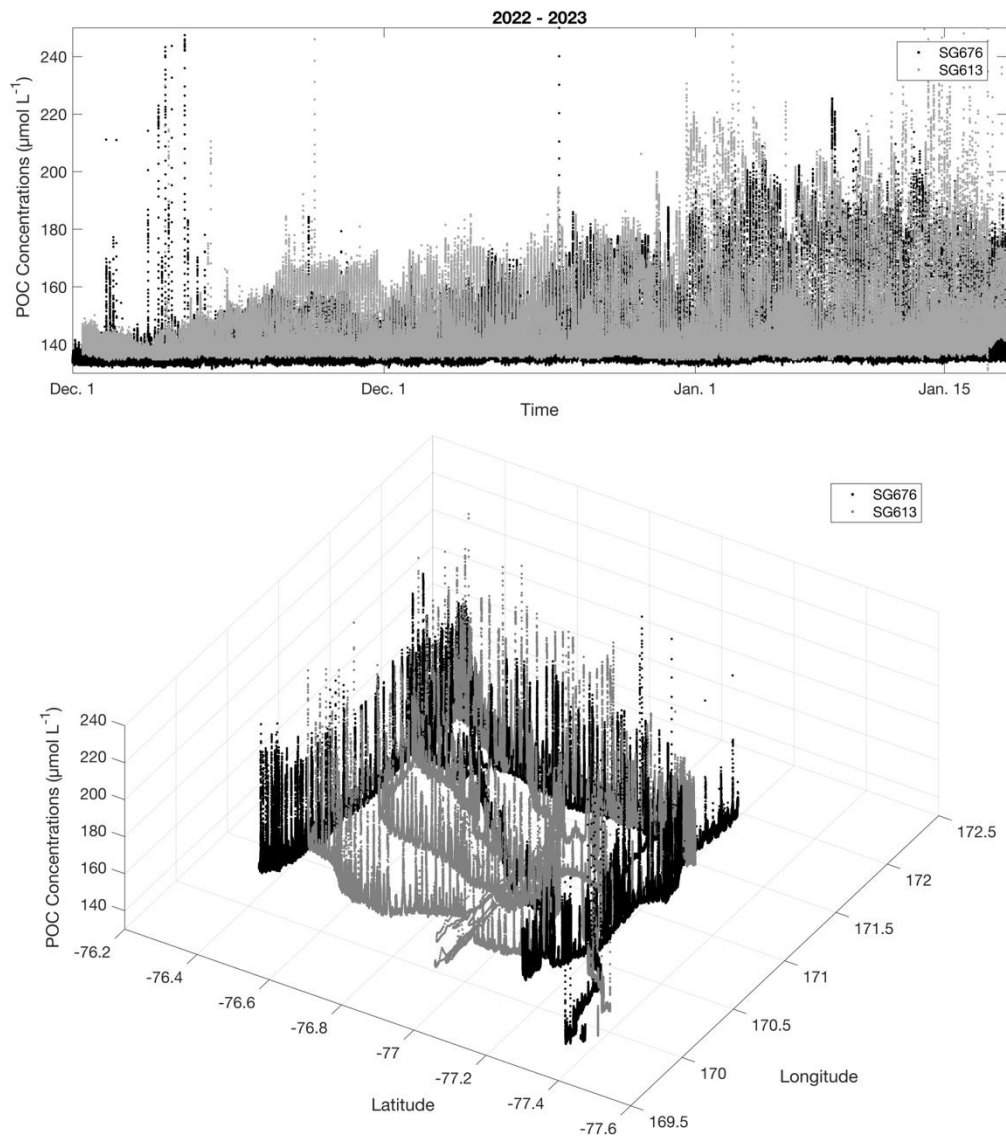 2022 - 2023
POC Concentrations (µmol L⁻¹)
240
220
200
180
160
140
SG676
SG613
Dec. 1
Dec. 1
Jan. 1
Jan. 15
Time
SG676
SG613
POC Concentrations (µmol L⁻¹)
240
220
200
180
160
140
-76.2
-76.4
-76.6
-76.8
-77
-77.2
-77.4
-77.6
Latitude
172.5
172
171.5
171
170.5
170
169.5
Longitude